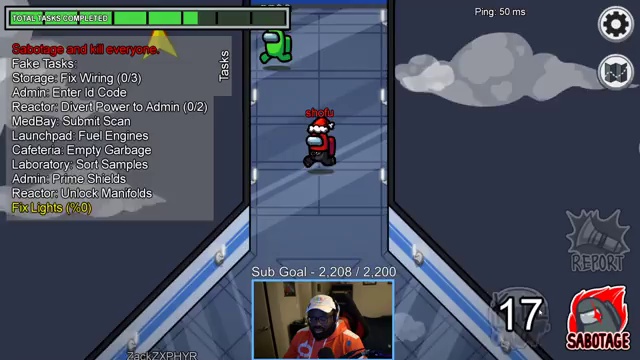 TOTAL TASKS COMPLETED
Ping: 50 ms
Sabotage and kill everyone.
Fake Tasks:
Storage: Fix Wiring (0/3)
Admin: Enter Id Code
Reactor: Divert Power to Admin (0/2)
MedBay: Submit Scan
Launchpad: Fuel Engines
Cafeteria: Empty Garbage
Laboratory: Sort Samples
Admin: Prime Shields
Reactor: Unlock Manifolds
Fix Lights (%0)
Tasks
shofu
REPORT
Sub Goal - 2,208 / 2,200
17
SABOTAGE
ZackZXPHYR